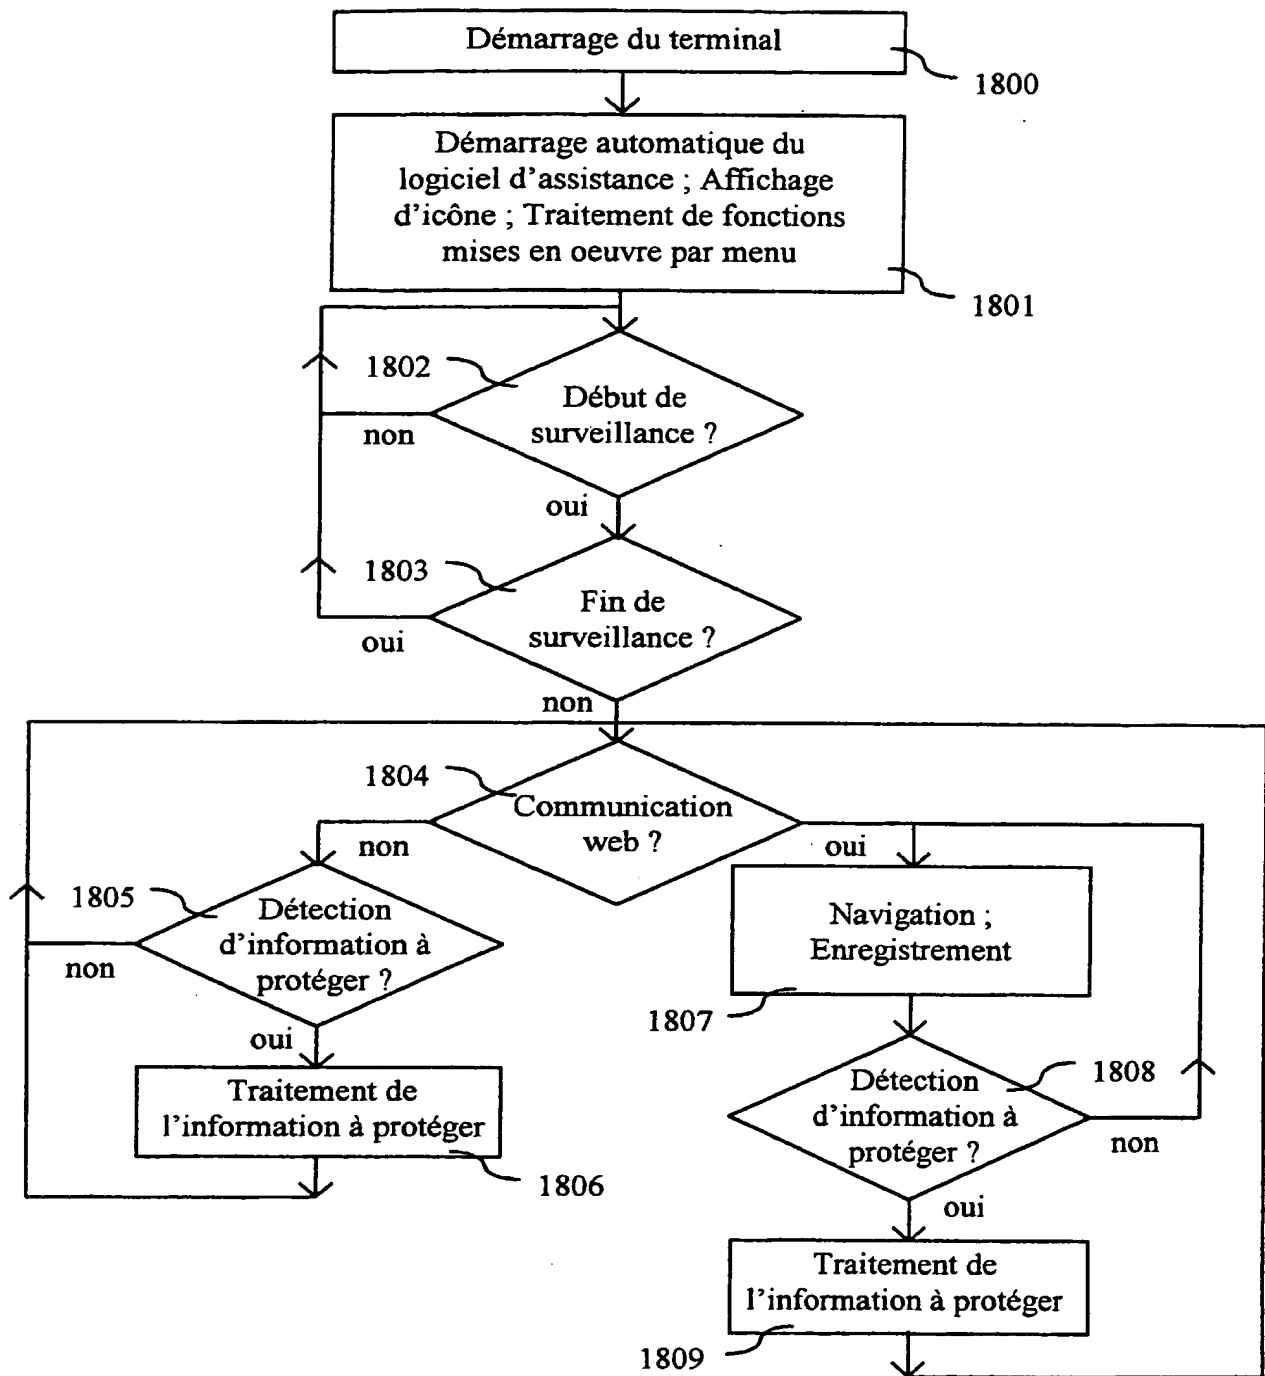 Démarrage du terminal
1800
Démarrage automatique du
logiciel d'assistance ; Affichage
d'icône ; Traitement de fonctions
mises en oeuvre par menu
1801
1802
Début de
surveillance ?
non
oui
1803
Fin de
surveillance ?
oui
non
1804
Communication
web ?
non
oui
1805
Détection
d'information à
protéger ?
non
oui
Traitement de
l'information à protéger
1806
Navigation ;
Enregistrement
1807
1808
Détection
d'information à
protéger ?
non
oui
Traitement de
l'information à protéger
1809